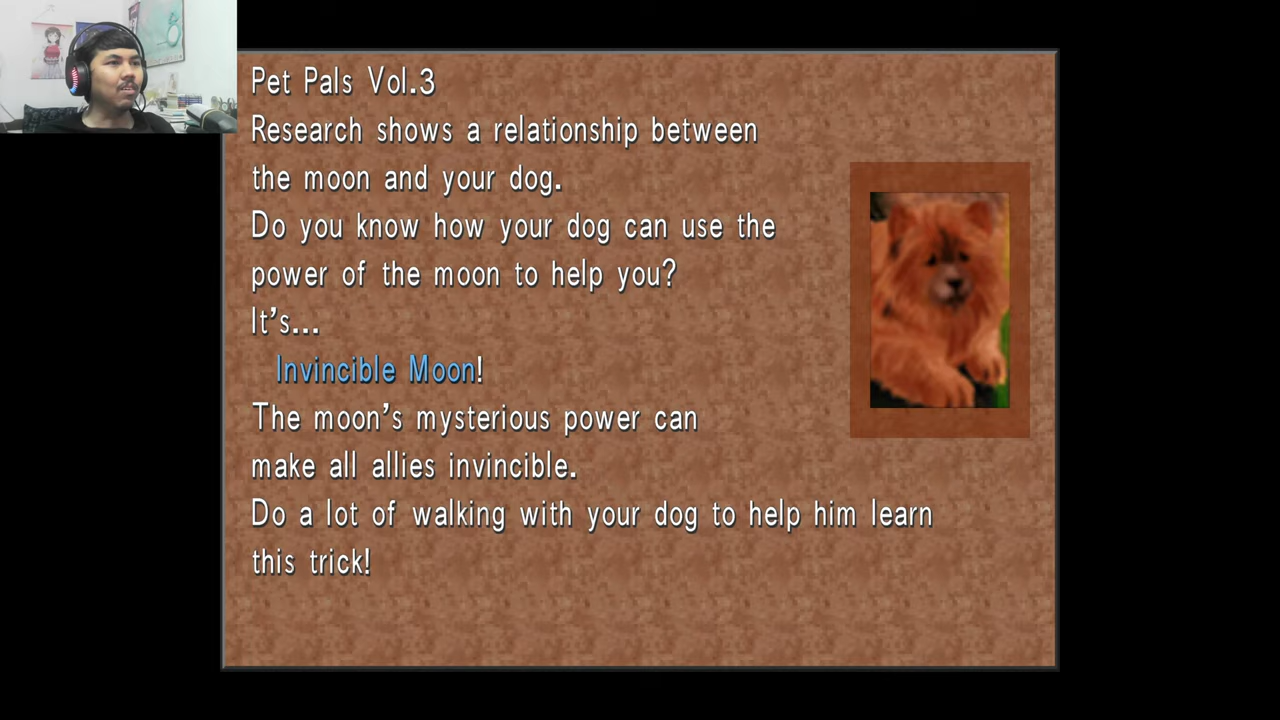 Pet Pals Vol.3
Research shows a relationship between
the moon and your dog.
Do you know how your dog can use the
power of the moon to help you?
It's...
Invincible Moon!
The moon's mysterious power can
make all allies invincible.
Do a lot of walking with your dog to help him learn
this trick!